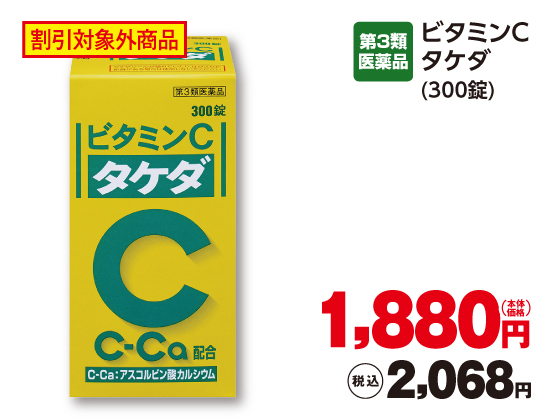 割引対象外商品
第3類医薬品
300錠
ビタミンC
タケダ
C
C-Ca配合
C-Ca:アスコルビン酸カルシウム
第3類
医薬品
ビタミンC
タケダ
(300錠)
1,880円(本体価格)
税込2,068円